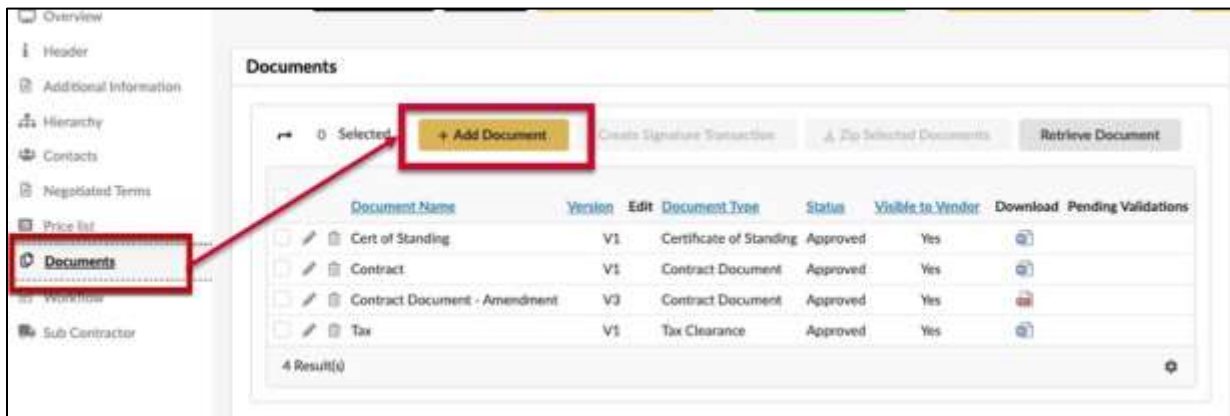 Overview
Header
Additional Information
Hierarchy
Contacts
Negotiated Terms
Price list
Documents
Workflow
Sub Contractor
Documents
0 Selected + Add Document Create Signature Transaction Zip Selected Documents Retrieve Document
Document Name Version Edit Document Type Status Visible to Vendor Download Pending Validations
Cert of Standing V1 Certificate of Standing Approved Yes
Contract V1 Contract Document Approved Yes
Contract Document - Amendment V3 Contract Document Approved Yes
Tax V1 Tax Clearance Approved Yes
4 Result(s)